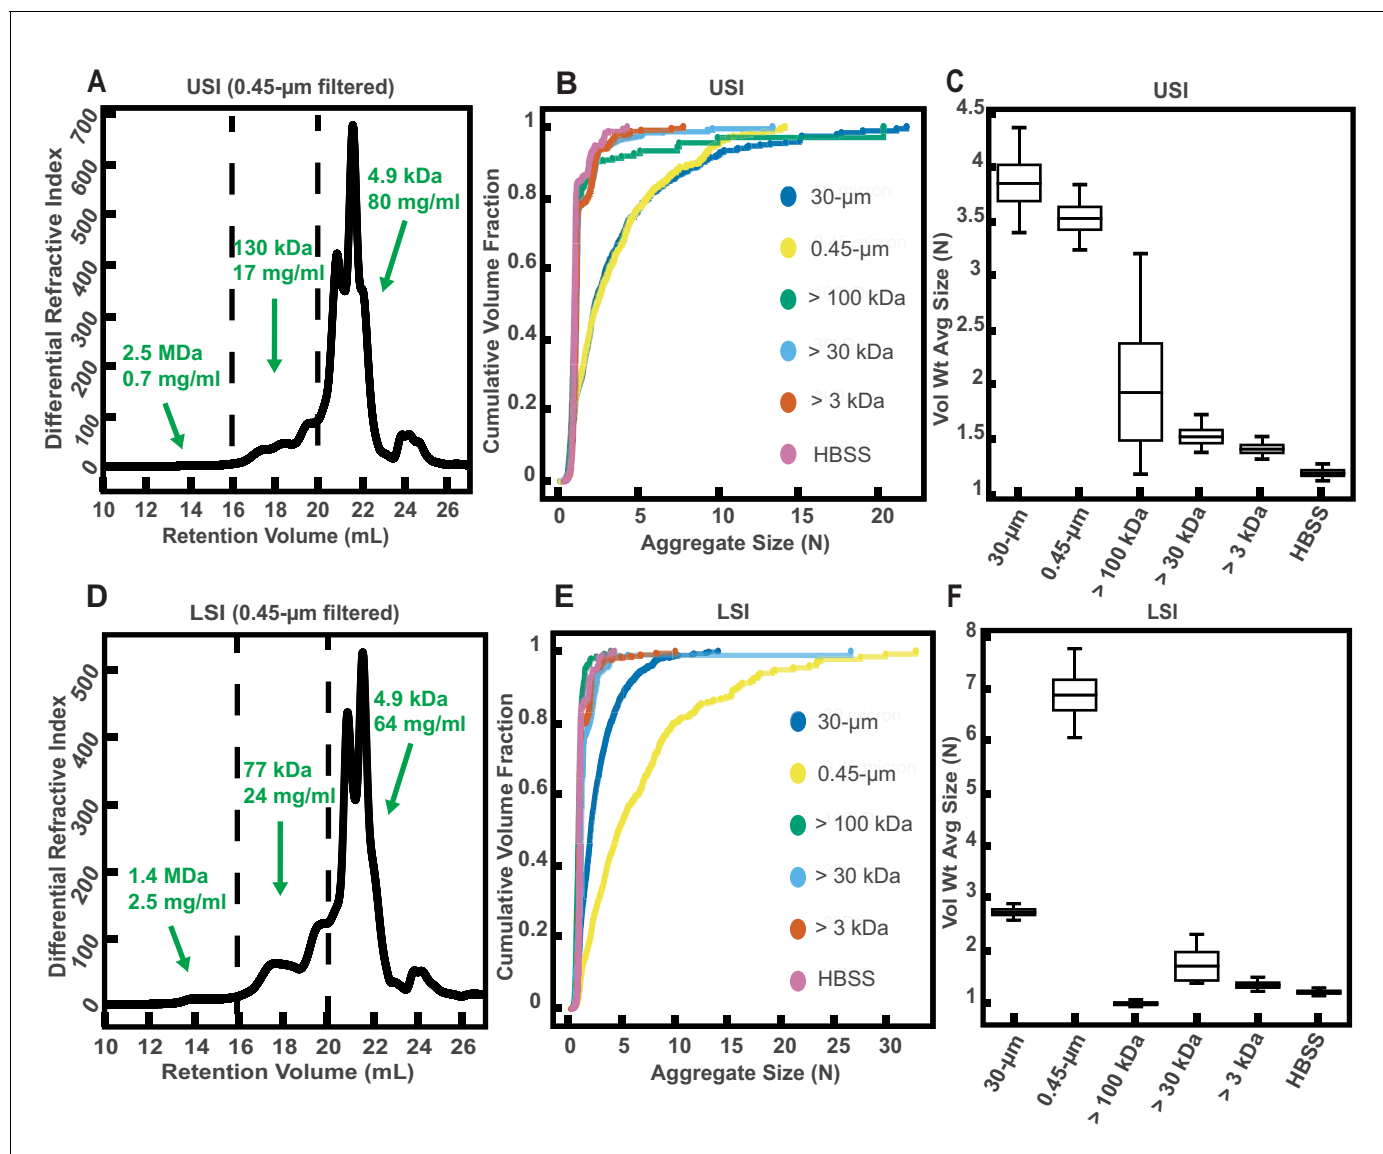 A
USI (0.45-µm filtered)
Differential Refractive Index
700
600
500
400
300
200
100
0
2.5 MDa
0.7 mg/ml
130 kDa
17 mg/ml
4.9 kDa
80 mg/ml
10 12 14 16 18 20 22 24 26
Retention Volume (mL)
B
USI
Cumulative Volume Fraction
1
0.8
0.6
0.4
0.2
0
30-µm
0.45-µm
> 100 kDa
> 30 kDa
> 3 kDa
HBSS
0 5 10 15 20
Aggregate Size (N)
C
USI
Vol Wt Avg Size (N)
4.5
4
3.5
3
2.5
2
1.5
1
30-µm
0.45-µm
> 100 kDa
> 30 kDa
> 3 kDa
HBSS
D
LSI (0.45-µm filtered)
Differential Refractive Index
500
400
300
200
100
0
1.4 MDa
2.5 mg/ml
77 kDa
24 mg/ml
4.9 kDa
64 mg/ml
10 12 14 16 18 20 22 24 26
Retention Volume (mL)
E
LSI
Cumulative Volume Fraction
1
0.8
0.6
0.4
0.2
0
30-µm
0.45-µm
> 100 kDa
> 30 kDa
> 3 kDa
HBSS
0 5 10 15 20 25 30
Aggregate Size (N)
F
LSI
Vol Wt Avg Size (N)
8
7
6
5
4
3
2
1
30-µm
0.45-µm
> 100 kDa
> 30 kDa
> 3 kDa
HBSS